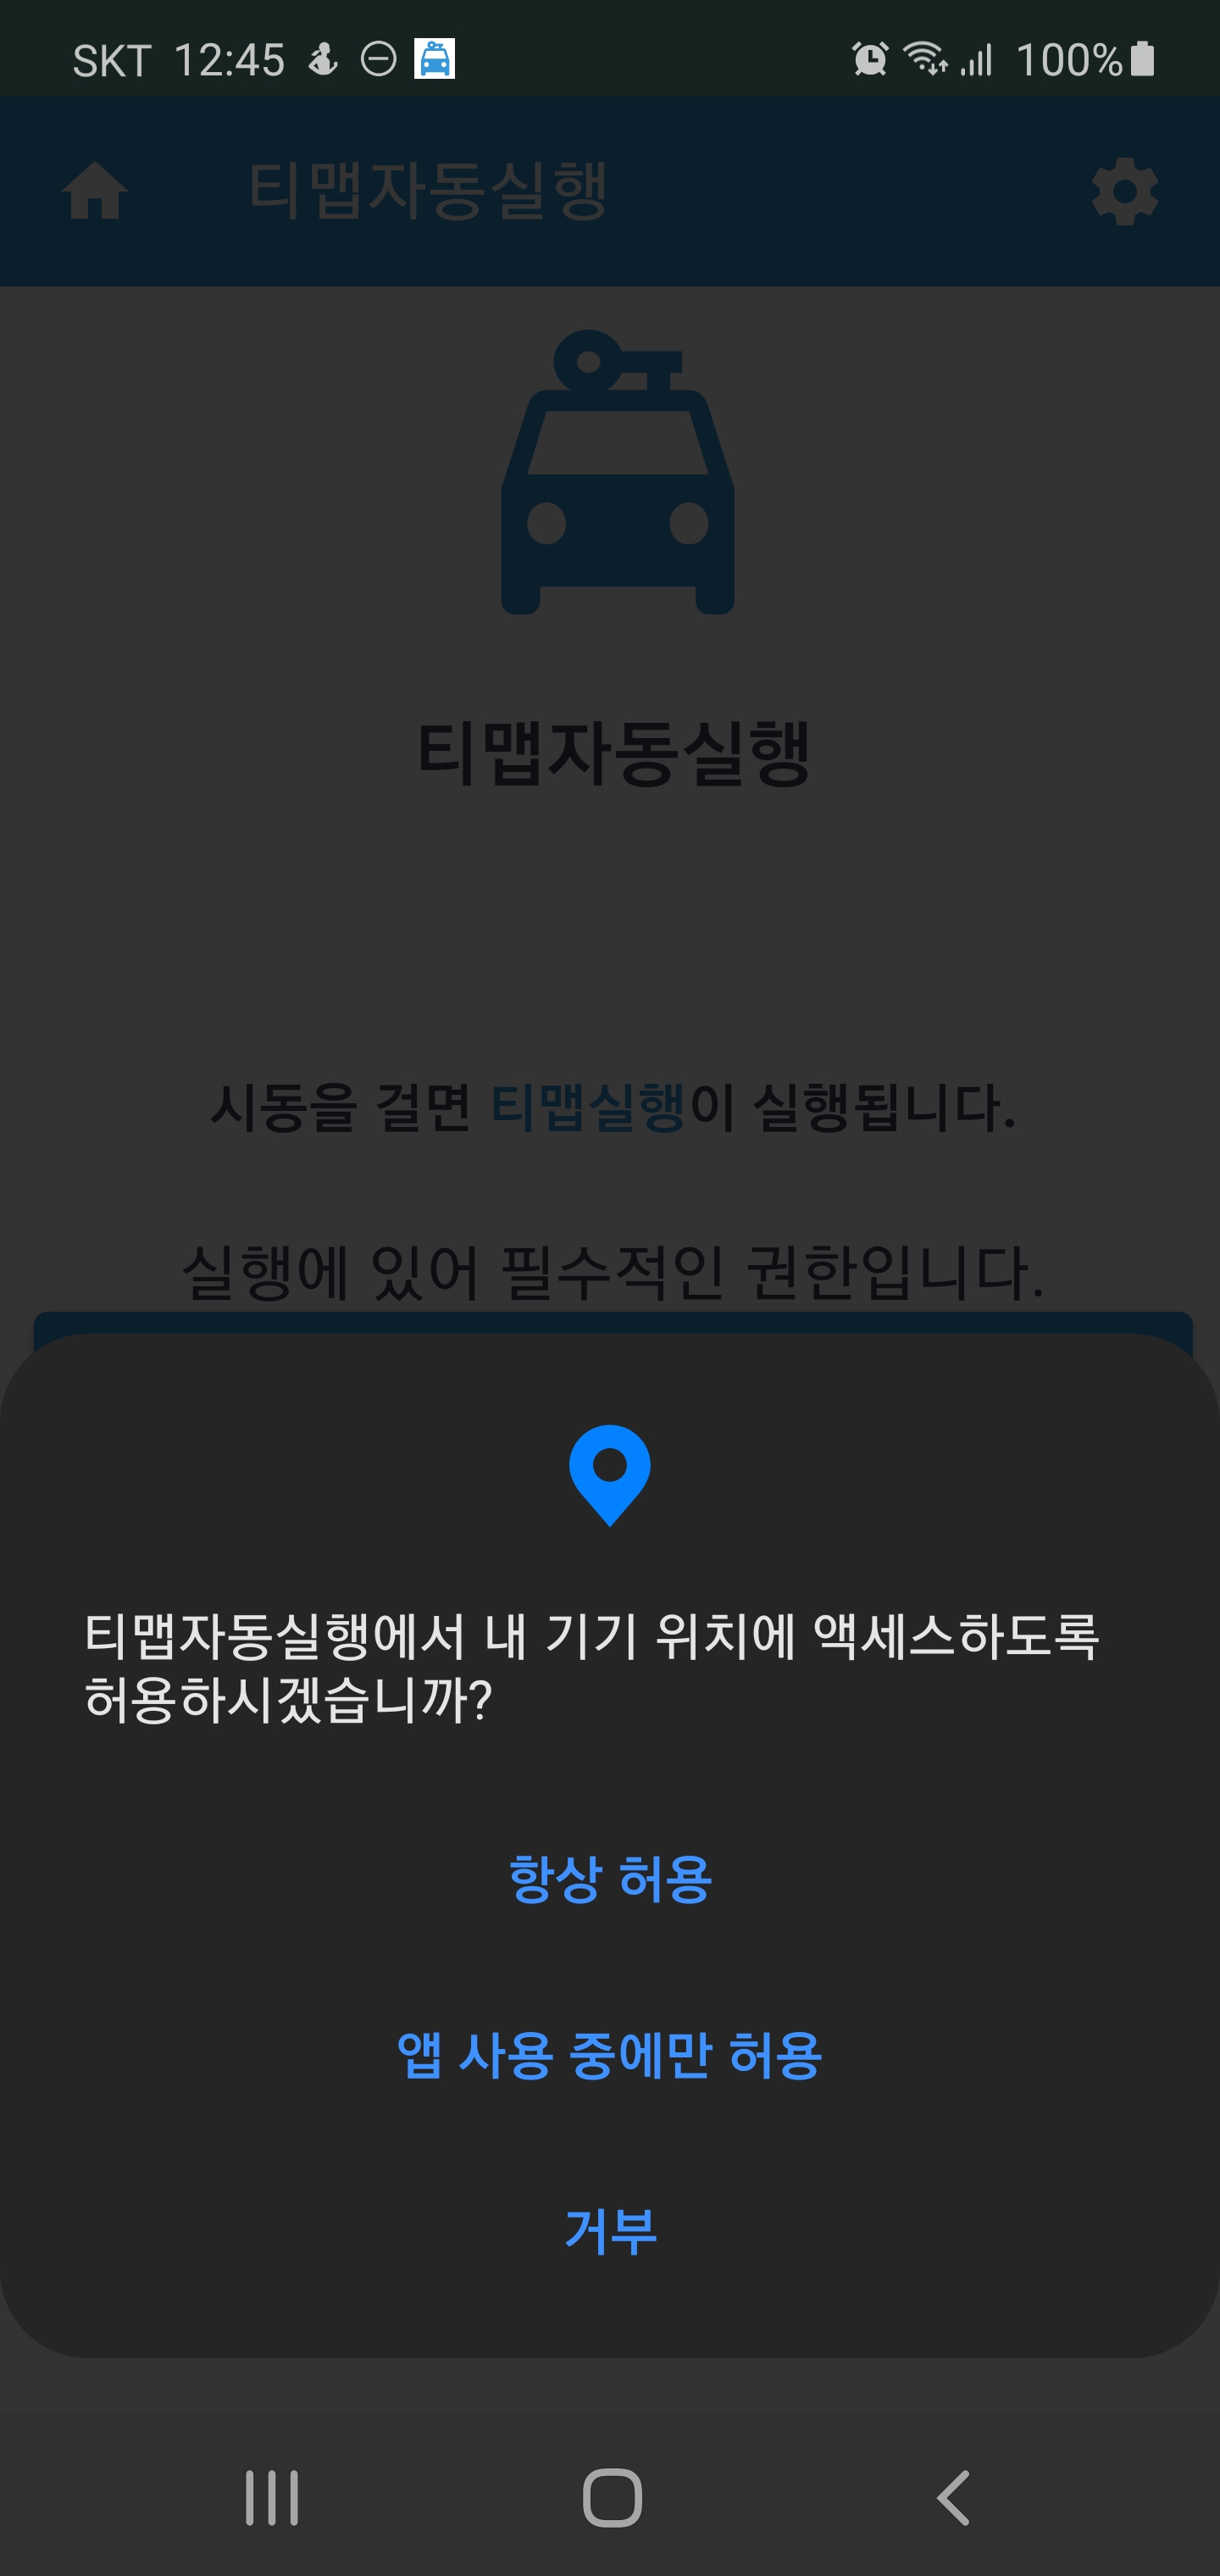 SKT 12:45 100%
티맵자동실행
티맵자동실행
시동을 걸면 티맵실행이 실행됩니다.
실행에 있어 필수적인 권한입니다.
티맵자동실행에서 내 기기 위치에 액세스하도록
허용하시겠습니까?
항상 허용
앱 사용 중에만 허용
거부